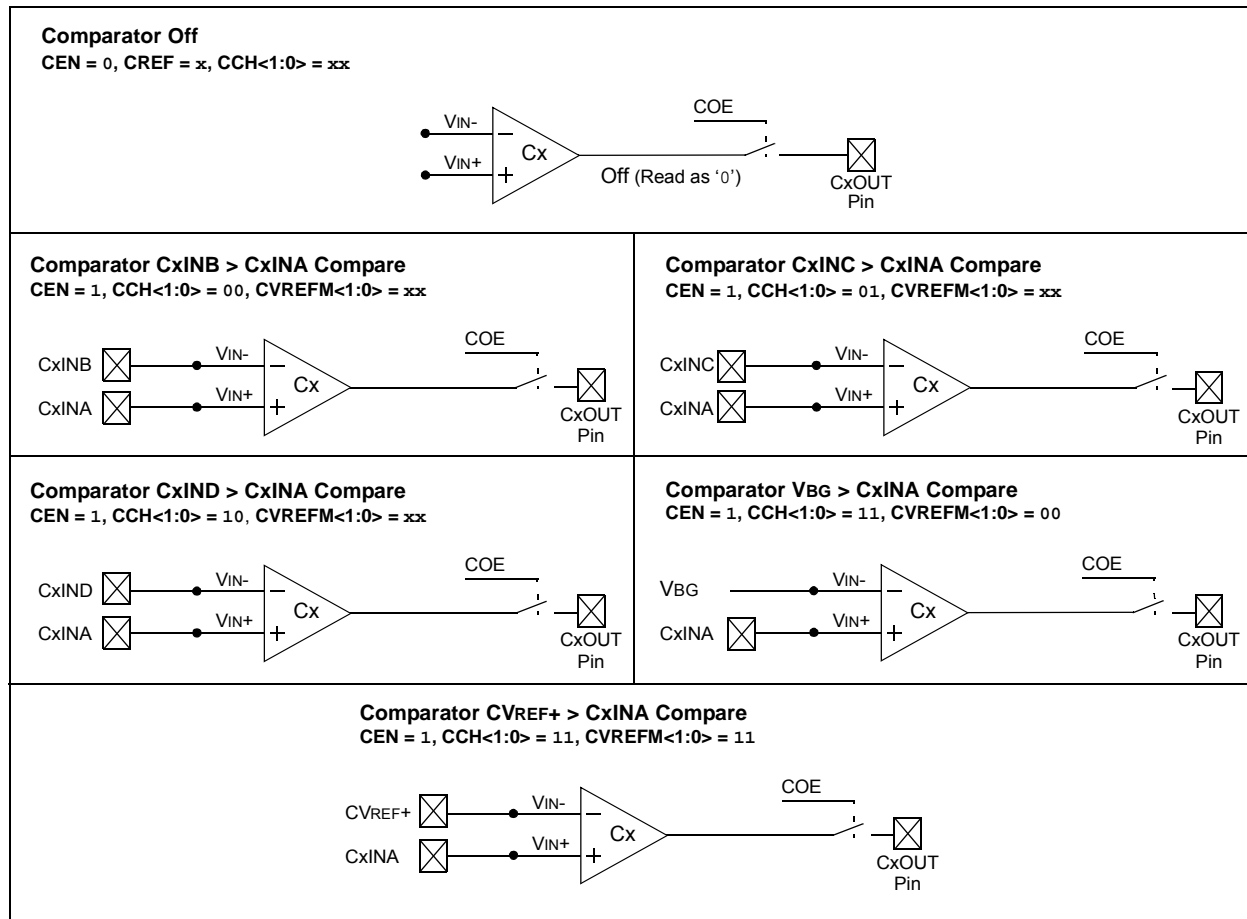 Comparator Off
CEN = 0, CREF = x, CCH<1:0> = xx
COE
VIN-
Cx
VIN+
Off (Read as ‘0’)
CxOUT
Pin
Comparator CxINB > CxINA Compare
CEN = 1, CCH<1:0> = 00, CVREFM<1:0> = xx
COE
CxINB
VIN-
Cx
CxINA
VIN+
CxOUT
Pin
Comparator CxINC > CxINA Compare
CEN = 1, CCH<1:0> = 01, CVREFM<1:0> = xx
COE
CxINC
VIN-
Cx
CxINA
VIN+
CxOUT
Pin
Comparator CxIND > CxINA Compare
CEN = 1, CCH<1:0> = 10, CVREFM<1:0> = xx
COE
CxIND
VIN-
Cx
CxINA
VIN+
CxOUT
Pin
Comparator VBG > CxINA Compare
CEN = 1, CCH<1:0> = 11, CVREFM<1:0> = 00
COE
VBG
VIN-
Cx
CxINA
VIN+
CxOUT
Pin
Comparator CVREF+ > CxINA Compare
CEN = 1, CCH<1:0> = 11, CVREFM<1:0> = 11
COE
CVREF+
VIN-
Cx
CxINA
VIN+
CxOUT
Pin